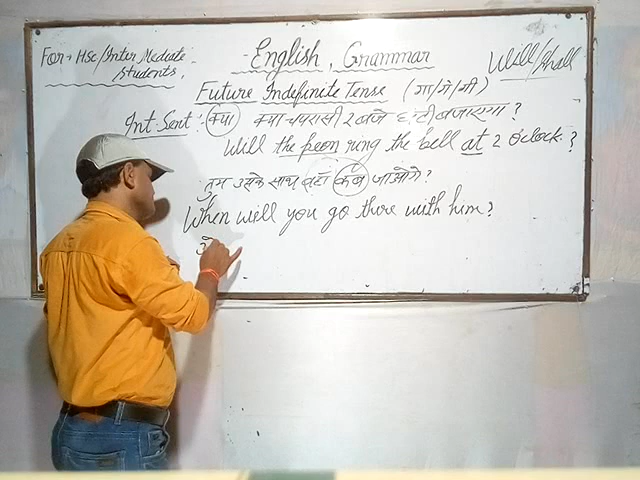 For → Hsc/Inter Mediate Students,
English, Grammar
Will/Shall
Future Indefinite Tense (गा/गे/गी)
Int. Sent: (क्या) क्या चपरासी 2 बजे घंटी बजाएगा?
Will the peon ring the bell at 2 O'clock?
तुम उसके साथ वहाँ कब जाओगे?
When will you go there with him?